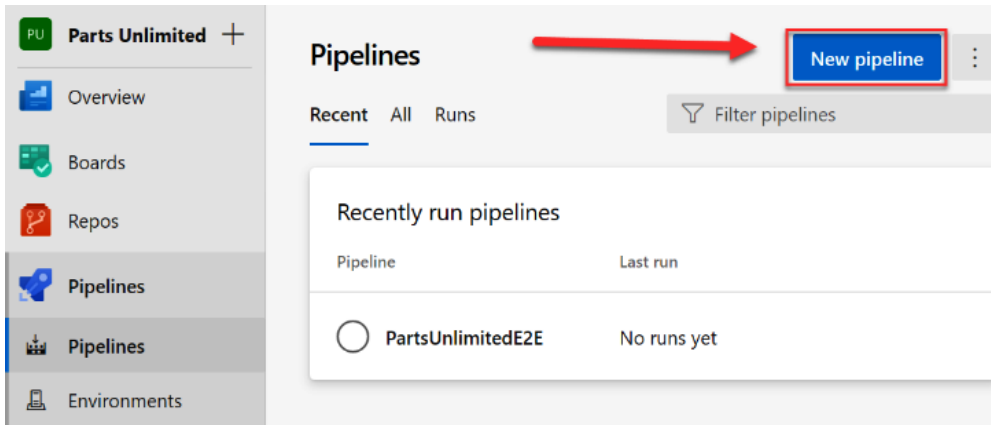 PU Parts Unlimited +
Overview
Boards
Repos
Pipelines
Pipelines
Environments
Pipelines
New pipeline
Recent All Runs
Filter pipelines
Recently run pipelines
Pipeline Last run
PartsUnlimitedE2E No runs yet